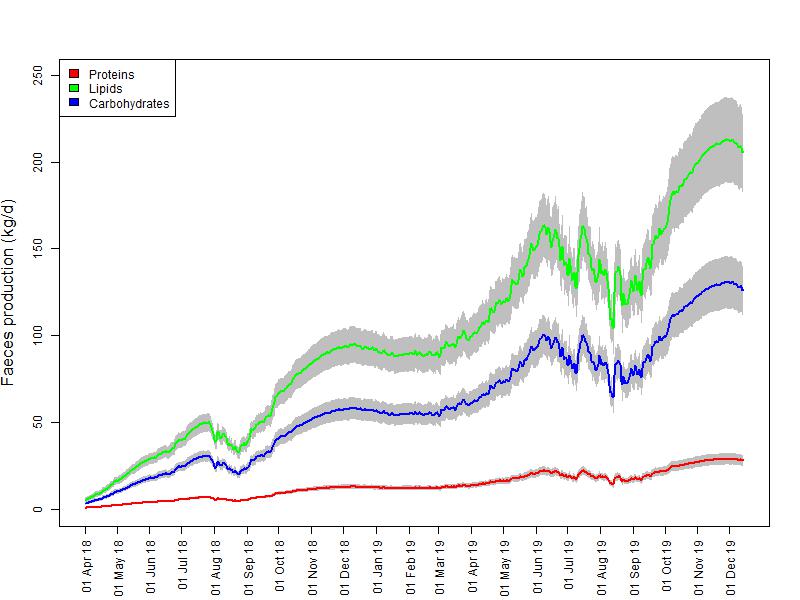 Proteins
Lipids
Carbohydrates
Faeces production (kg/d)
250
200
150
100
50
0
01 Apr 18
01 May 18
01 Jun 18
01 Jul 18
01 Aug 18
01 Sep 18
01 Oct 18
01 Nov 18
01 Dec 18
01 Jan 19
01 Feb 19
01 Mar 19
01 Apr 19
01 May 19
01 Jun 19
01 Jul 19
01 Aug 19
01 Sep 19
01 Oct 19
01 Nov 19
01 Dec 19